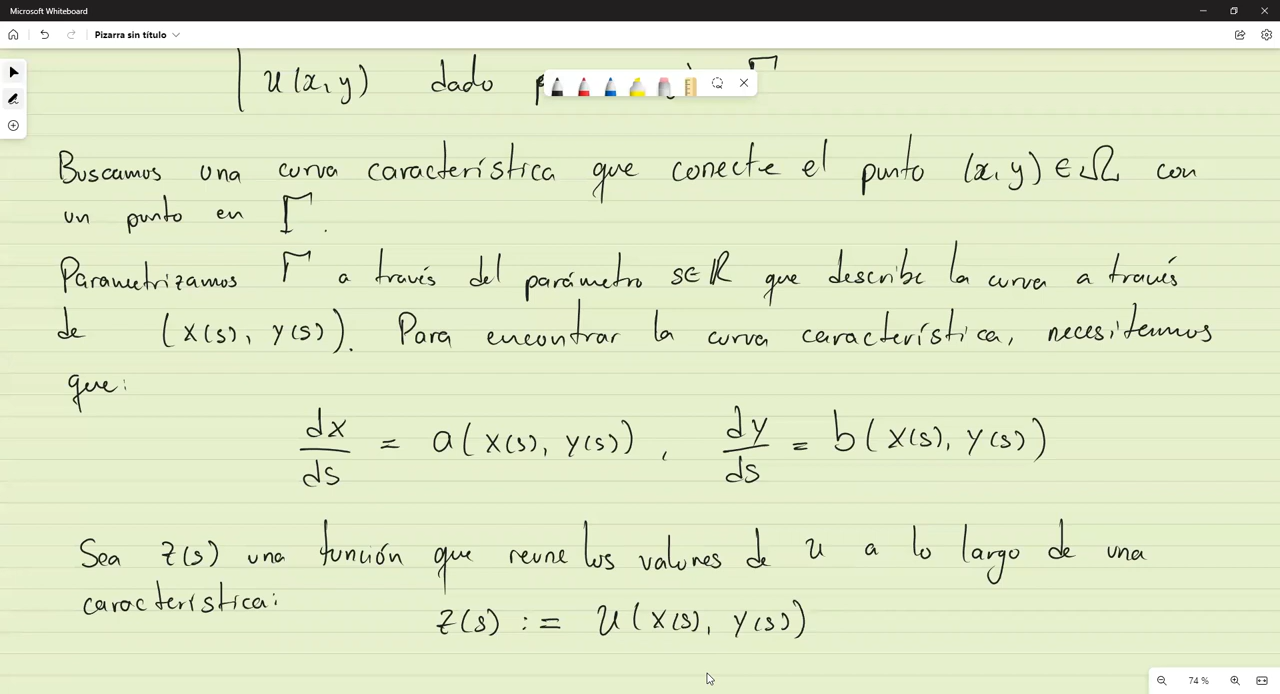 Microsoft Whiteboard
Pizarra sin título
u(x, y) dado Γ
Buscamos una curva característica que conecte el punto (x, y) ∈ Ω con
un punto en Γ.
Parametrizamos Γ a través del parámetro s∈ℝ que describe la curva a través
de (x(s), y(s)). Para encontrar la curva característica, necesitemos
que:
dx/ds = a(x(s), y(s)), dy/ds = b(x(s), y(s))
Sea z(s) una función que reune los valores de u a lo largo de una
característica:
z(s) := u(x(s), y(s))
74 %